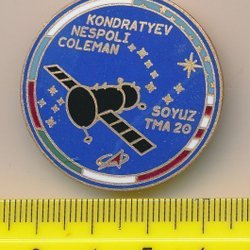 KONDRATYEV
NESPOLI
COLEMAN
SOYUZ
TMA 20